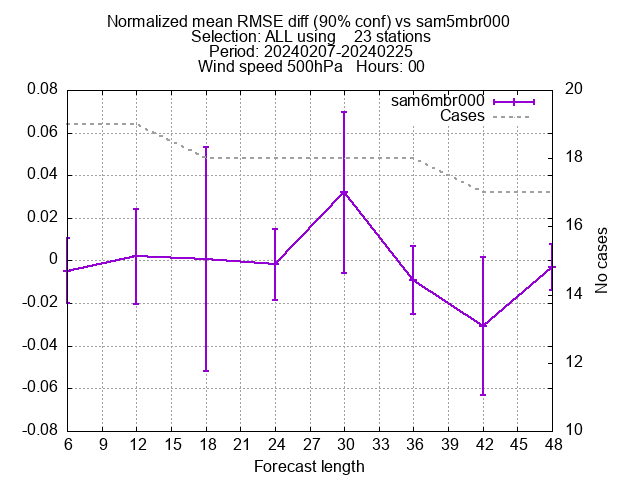 Normalized mean RMSE diff (90% conf) vs sam5mbr000
Selection: ALL using    23 stations
Period: 20240207-20240225
Wind speed 500hPa   Hours: 00
sam6mbr000
Cases
0.08
0.06
0.04
0.02
0
-0.02
-0.04
-0.06
-0.08
20
18
16
14
12
10
No cases
6 9 12 15 18 21 24 27 30 33 36 39 42 45 48
Forecast length